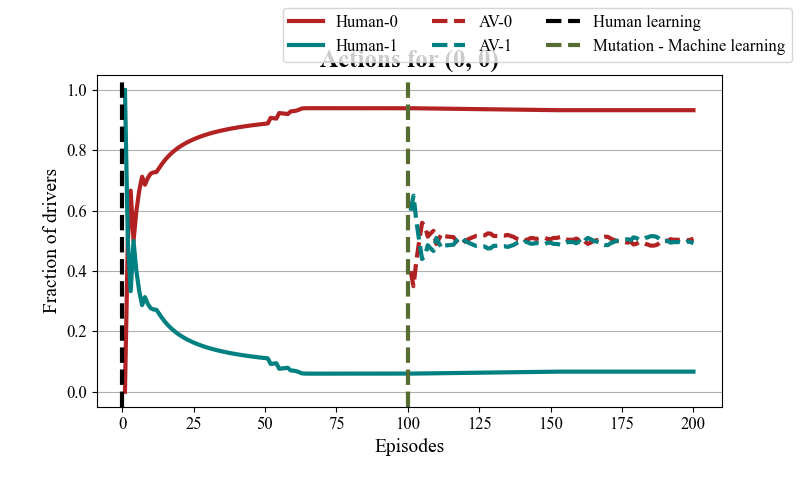 Human-0 AV-0 Human learning
Human-1 AV-1 Mutation - Machine learning
Actions for (0, 0)
1.0
0.8
0.6
0.4
0.2
0.0
Fraction of drivers
0 25 50 75 100 125 150 175 200
Episodes